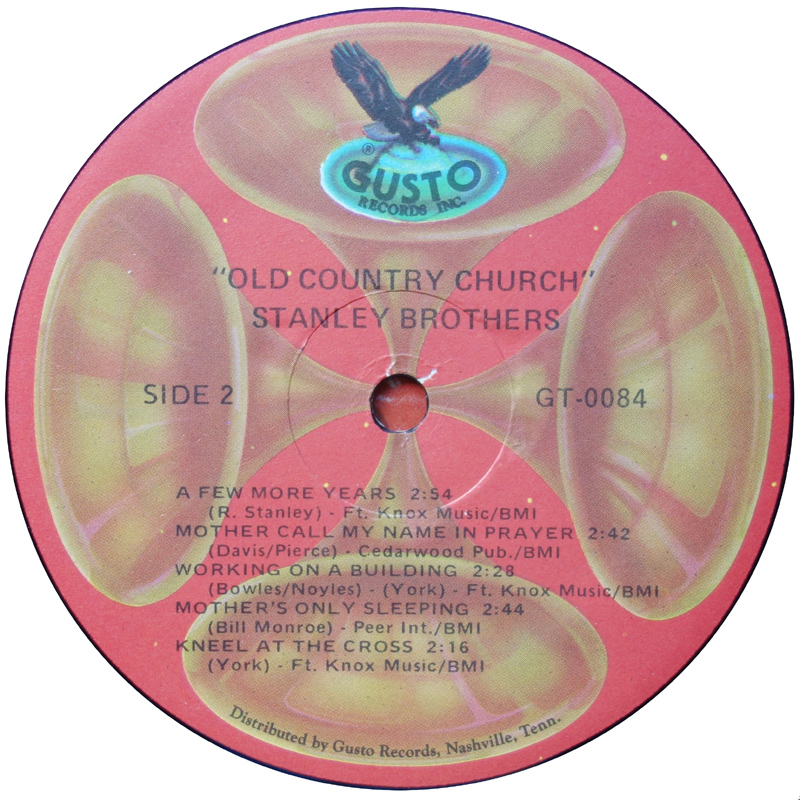 ®
GUSTO
RECORDS INC.
"OLD COUNTRY CHURCH"
STANLEY BROTHERS
SIDE 2
GT-0084
A FEW MORE YEARS 2:54
(R. Stanley) - Ft. Knox Music/BMI
MOTHER CALL MY NAME IN PRAYER 2:42
(Davis/Pierce) - Cedarwood Pub./BMI
WORKING ON A BUILDING 2:28
(Bowles/Noyles) - (York) - Ft. Knox Music/BMI
MOTHER'S ONLY SLEEPING 2:44
(Bill Monroe) - Peer Int./BMI
KNEEL AT THE CROSS 2:16
(York) - Ft. Knox Music/BMI
Distributed by Gusto Records, Nashville, Tenn.